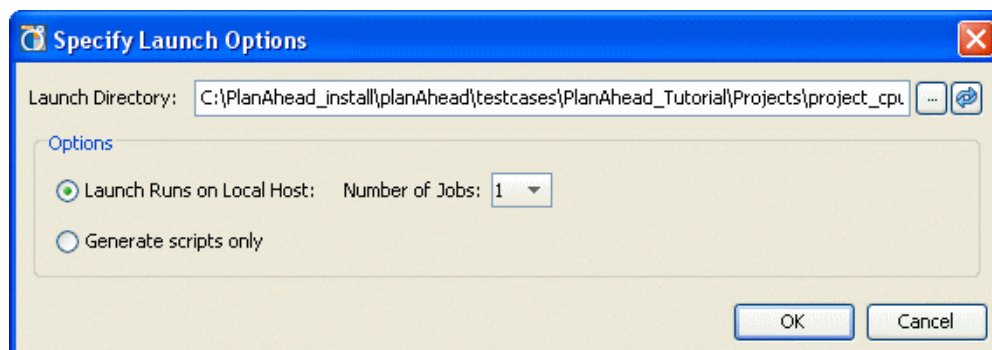 Specify Launch Options
Launch Directory: C:\PlanAhead_install\planAhead\testcases\PlanAhead_Tutorial\Projects\project_cpu ...
Options
Launch Runs on Local Host: Number of Jobs: 1
Generate scripts only
OK Cancel